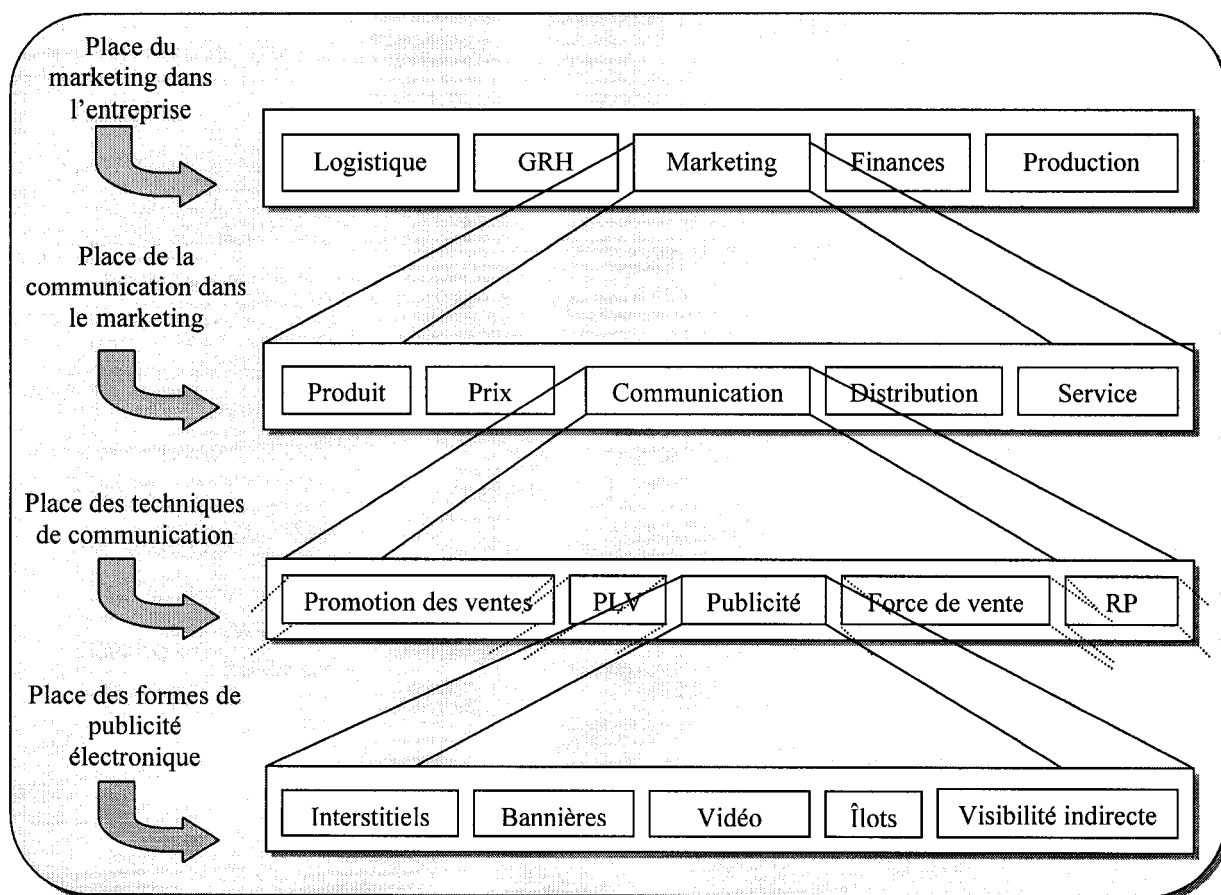 Place du
marketing dans
l'entreprise
Logistique GRH Marketing Finances Production
Place de la
communication dans
le marketing
Produit Prix Communication Distribution Service
Place des techniques
de communication
Promotion des ventes PLV Publicité Force de vente RP
Place des formes de
publicité
électronique
Interstitiels Bannières Vidéo Îlots Visibilité indirecte